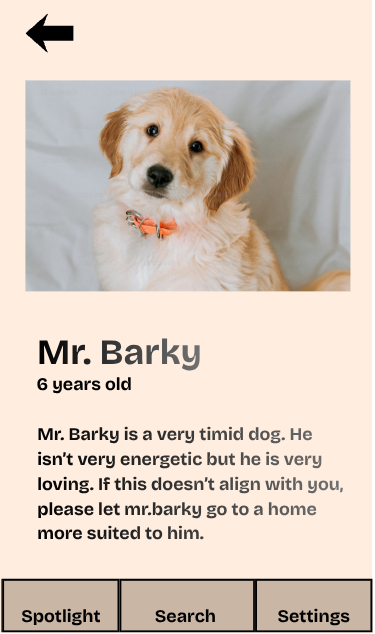 Mr. Barky
6 years old
Mr. Barky is a very timid dog. He
isn't very energetic but he is very
loving. If this doesn't align with you,
please let mr.barky go to a home
more suited to him.
Spotlight Search Settings